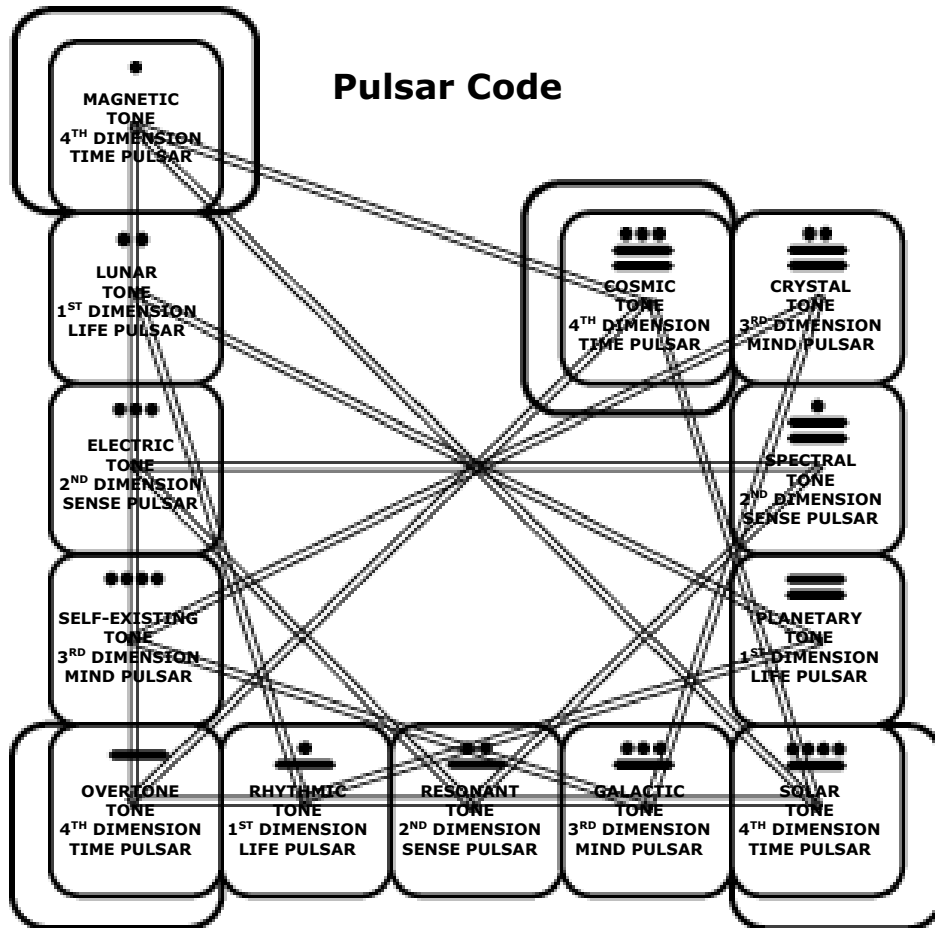 Pulsar Code
MAGNETIC
TONE
4TH DIMENSION
TIME PULSAR
LUNAR
TONE
1ST DIMENSION
LIFE PULSAR
COSMIC
TONE
4TH DIMENSION
TIME PULSAR
CRYSTAL
TONE
3RD DIMENSION
MIND PULSAR
ELECTRIC
TONE
2ND DIMENSION
SENSE PULSAR
SPECTRAL
TONE
2ND DIMENSION
SENSE PULSAR
SELF-EXISTING
TONE
3RD DIMENSION
MIND PULSAR
PLANETARY
TONE
1ST DIMENSION
LIFE PULSAR
OVERTONE
TONE
4TH DIMENSION
TIME PULSAR
RHYTHMIC
TONE
1ST DIMENSION
LIFE PULSAR
RESONANT
TONE
2ND DIMENSION
SENSE PULSAR
GALACTIC
TONE
3RD DIMENSION
MIND PULSAR
SOLAR
TONE
4TH DIMENSION
TIME PULSAR